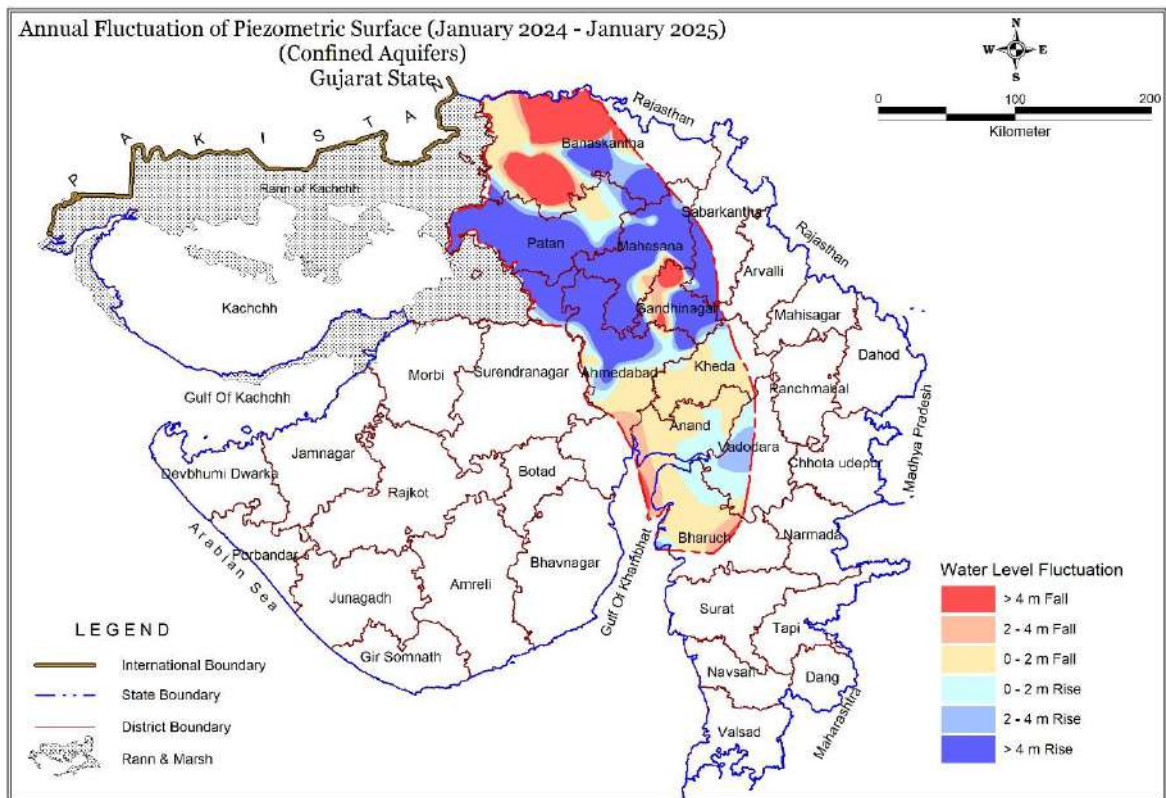 Annual Fluctuation of Piezometric Surface (January 2024 - January 2025)
(Confined Aquifers)
Gujarat State
N
W E
S
0 100 200
Kilometer
P A K I S T A N
Rajasthan
Banaskantha
Rann of Kachchh
Sabarkantha
Rajasthan
Patan
Mahesana
Arvalli
Kachchh
Gandhinagar
Mahisagar
Dahod
Morbi
Surendranagar
Ahmedabad
Kheda
Panchmahal
Gulf Of Kachchh
Anand
Vadodara
Madhya Pradesh
Devbhumi Dwarka
Jamnagar
Botad
Chhota udepur
Rajkot
Arabian Sea
Porbandar
Bharuch
Narmada
Bhavnagar
Gulf Of Khambhat
Junagadh
Amreli
Surat
Tapi
Gir Somnath
Navsari
Dang
Maharashtra
Valsad
LEGEND
International Boundary
State Boundary
District Boundary
Rann & Marsh
Water Level Fluctuation
> 4 m Fall
2 - 4 m Fall
0 - 2 m Fall
0 - 2 m Rise
2 - 4 m Rise
> 4 m Rise